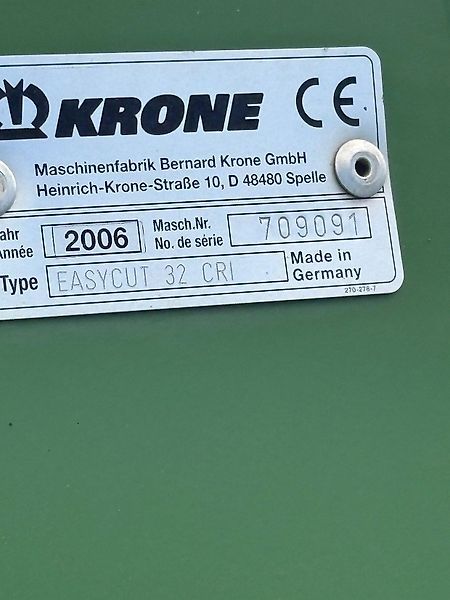 KRONE CE
Maschinenfabrik Bernard Krone GmbH
Heinrich-Krone-Straße 10, D 48480 Spelle
ahr
Année
2006
Masch.Nr.
No. de série
709091
Type EASYCUT 32 CRI
Made in
Germany
270-278-7